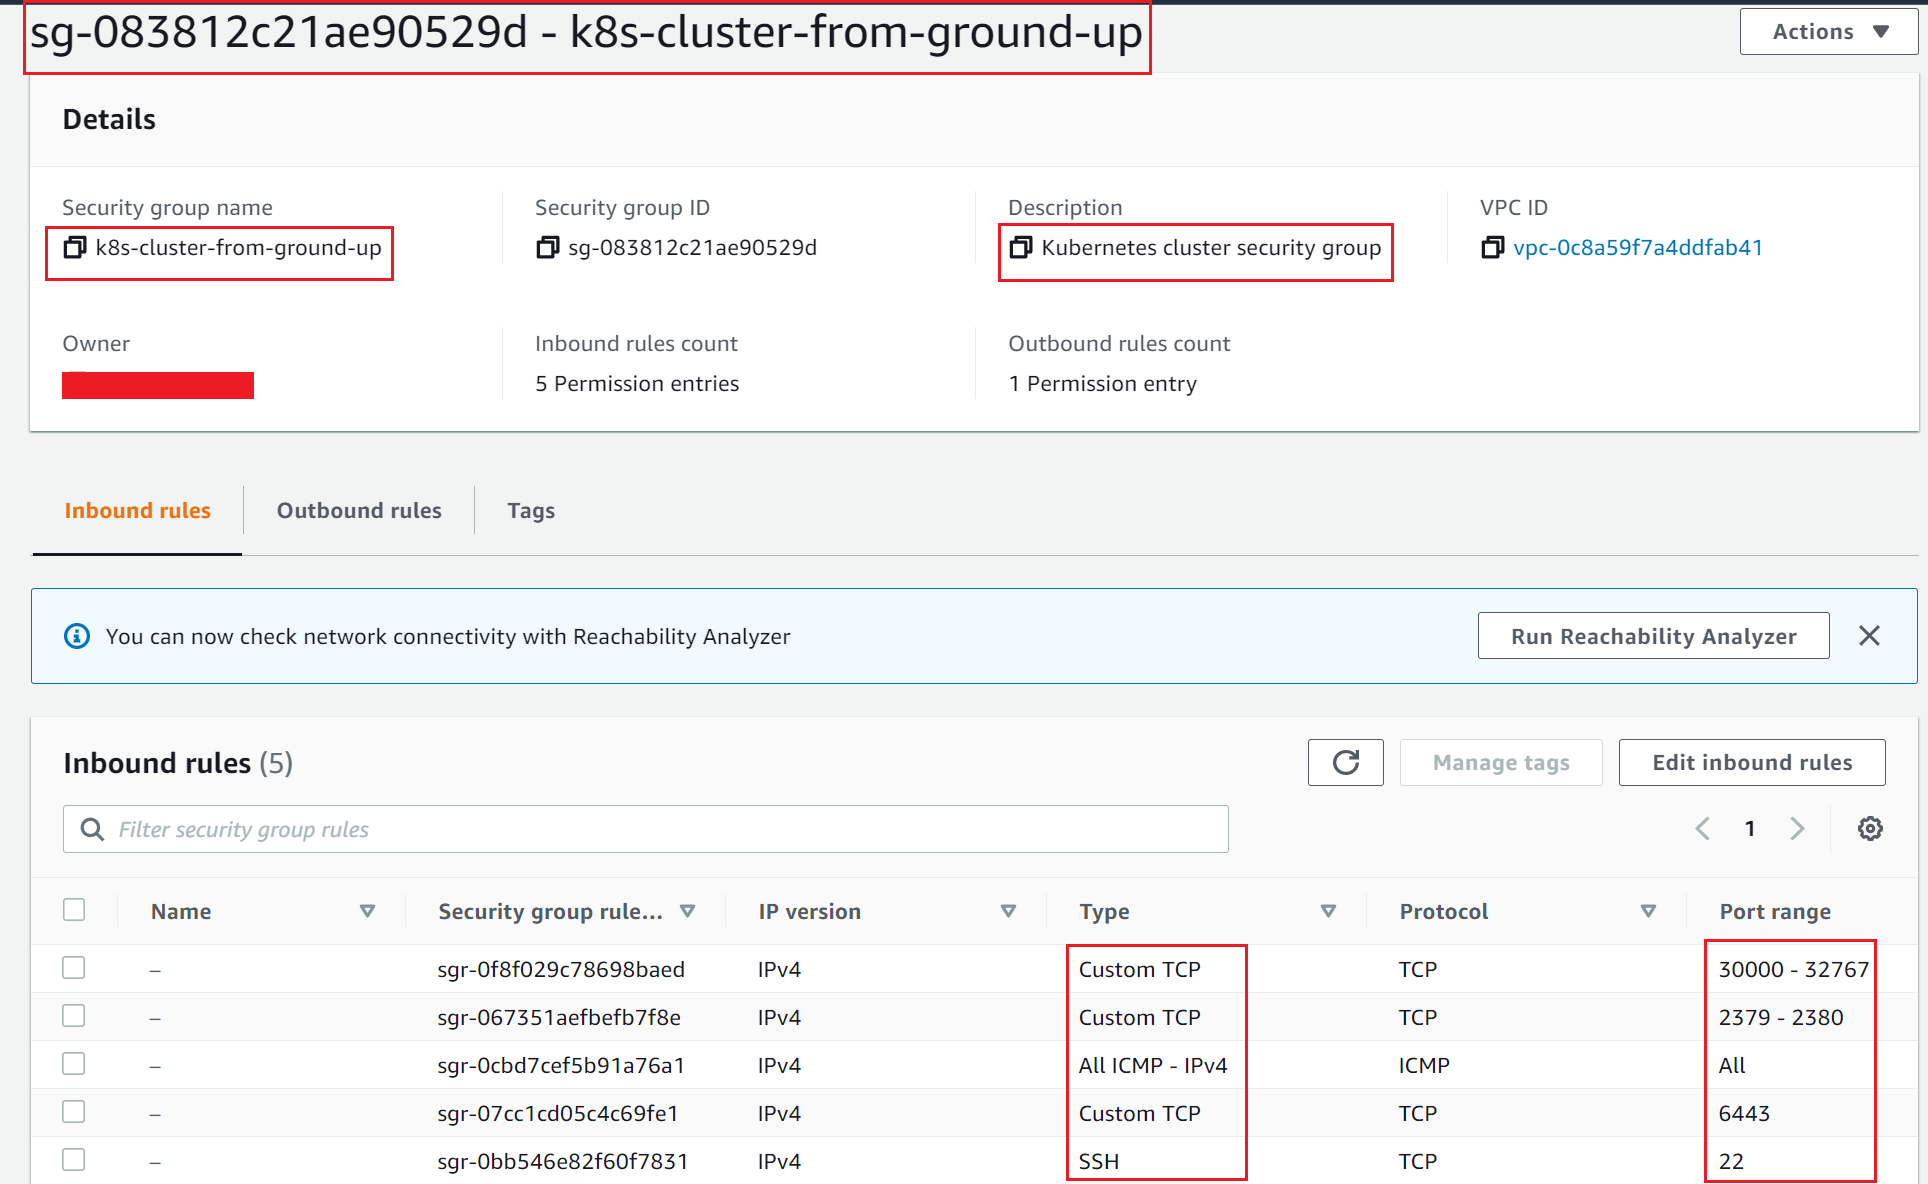 sg-083812c21ae90529d - k8s-cluster-from-ground-up
Actions
Details
Security group name
k8s-cluster-from-ground-up
Security group ID
sg-083812c21ae90529d
Description
Kubernetes cluster security group
VPC ID
vpc-0c8a59f7a4ddfab41
Owner
Inbound rules count
5 Permission entries
Outbound rules count
1 Permission entry
Inbound rules Outbound rules Tags
You can now check network connectivity with Reachability Analyzer
Run Reachability Analyzer
Inbound rules (5)
Manage tags
Edit inbound rules
Filter security group rules
1
Name Security group rule... IP version Type Protocol Port range
– sgr-0f8f029c78698baed IPv4 Custom TCP TCP 30000 - 32767
– sgr-067351aefbefb7f8e IPv4 Custom TCP TCP 2379 - 2380
– sgr-0cbd7cef5b91a76a1 IPv4 All ICMP - IPv4 ICMP All
– sgr-07cc1cd05c4c69fe1 IPv4 Custom TCP TCP 6443
– sgr-0bb546e82f60f7831 IPv4 SSH TCP 22